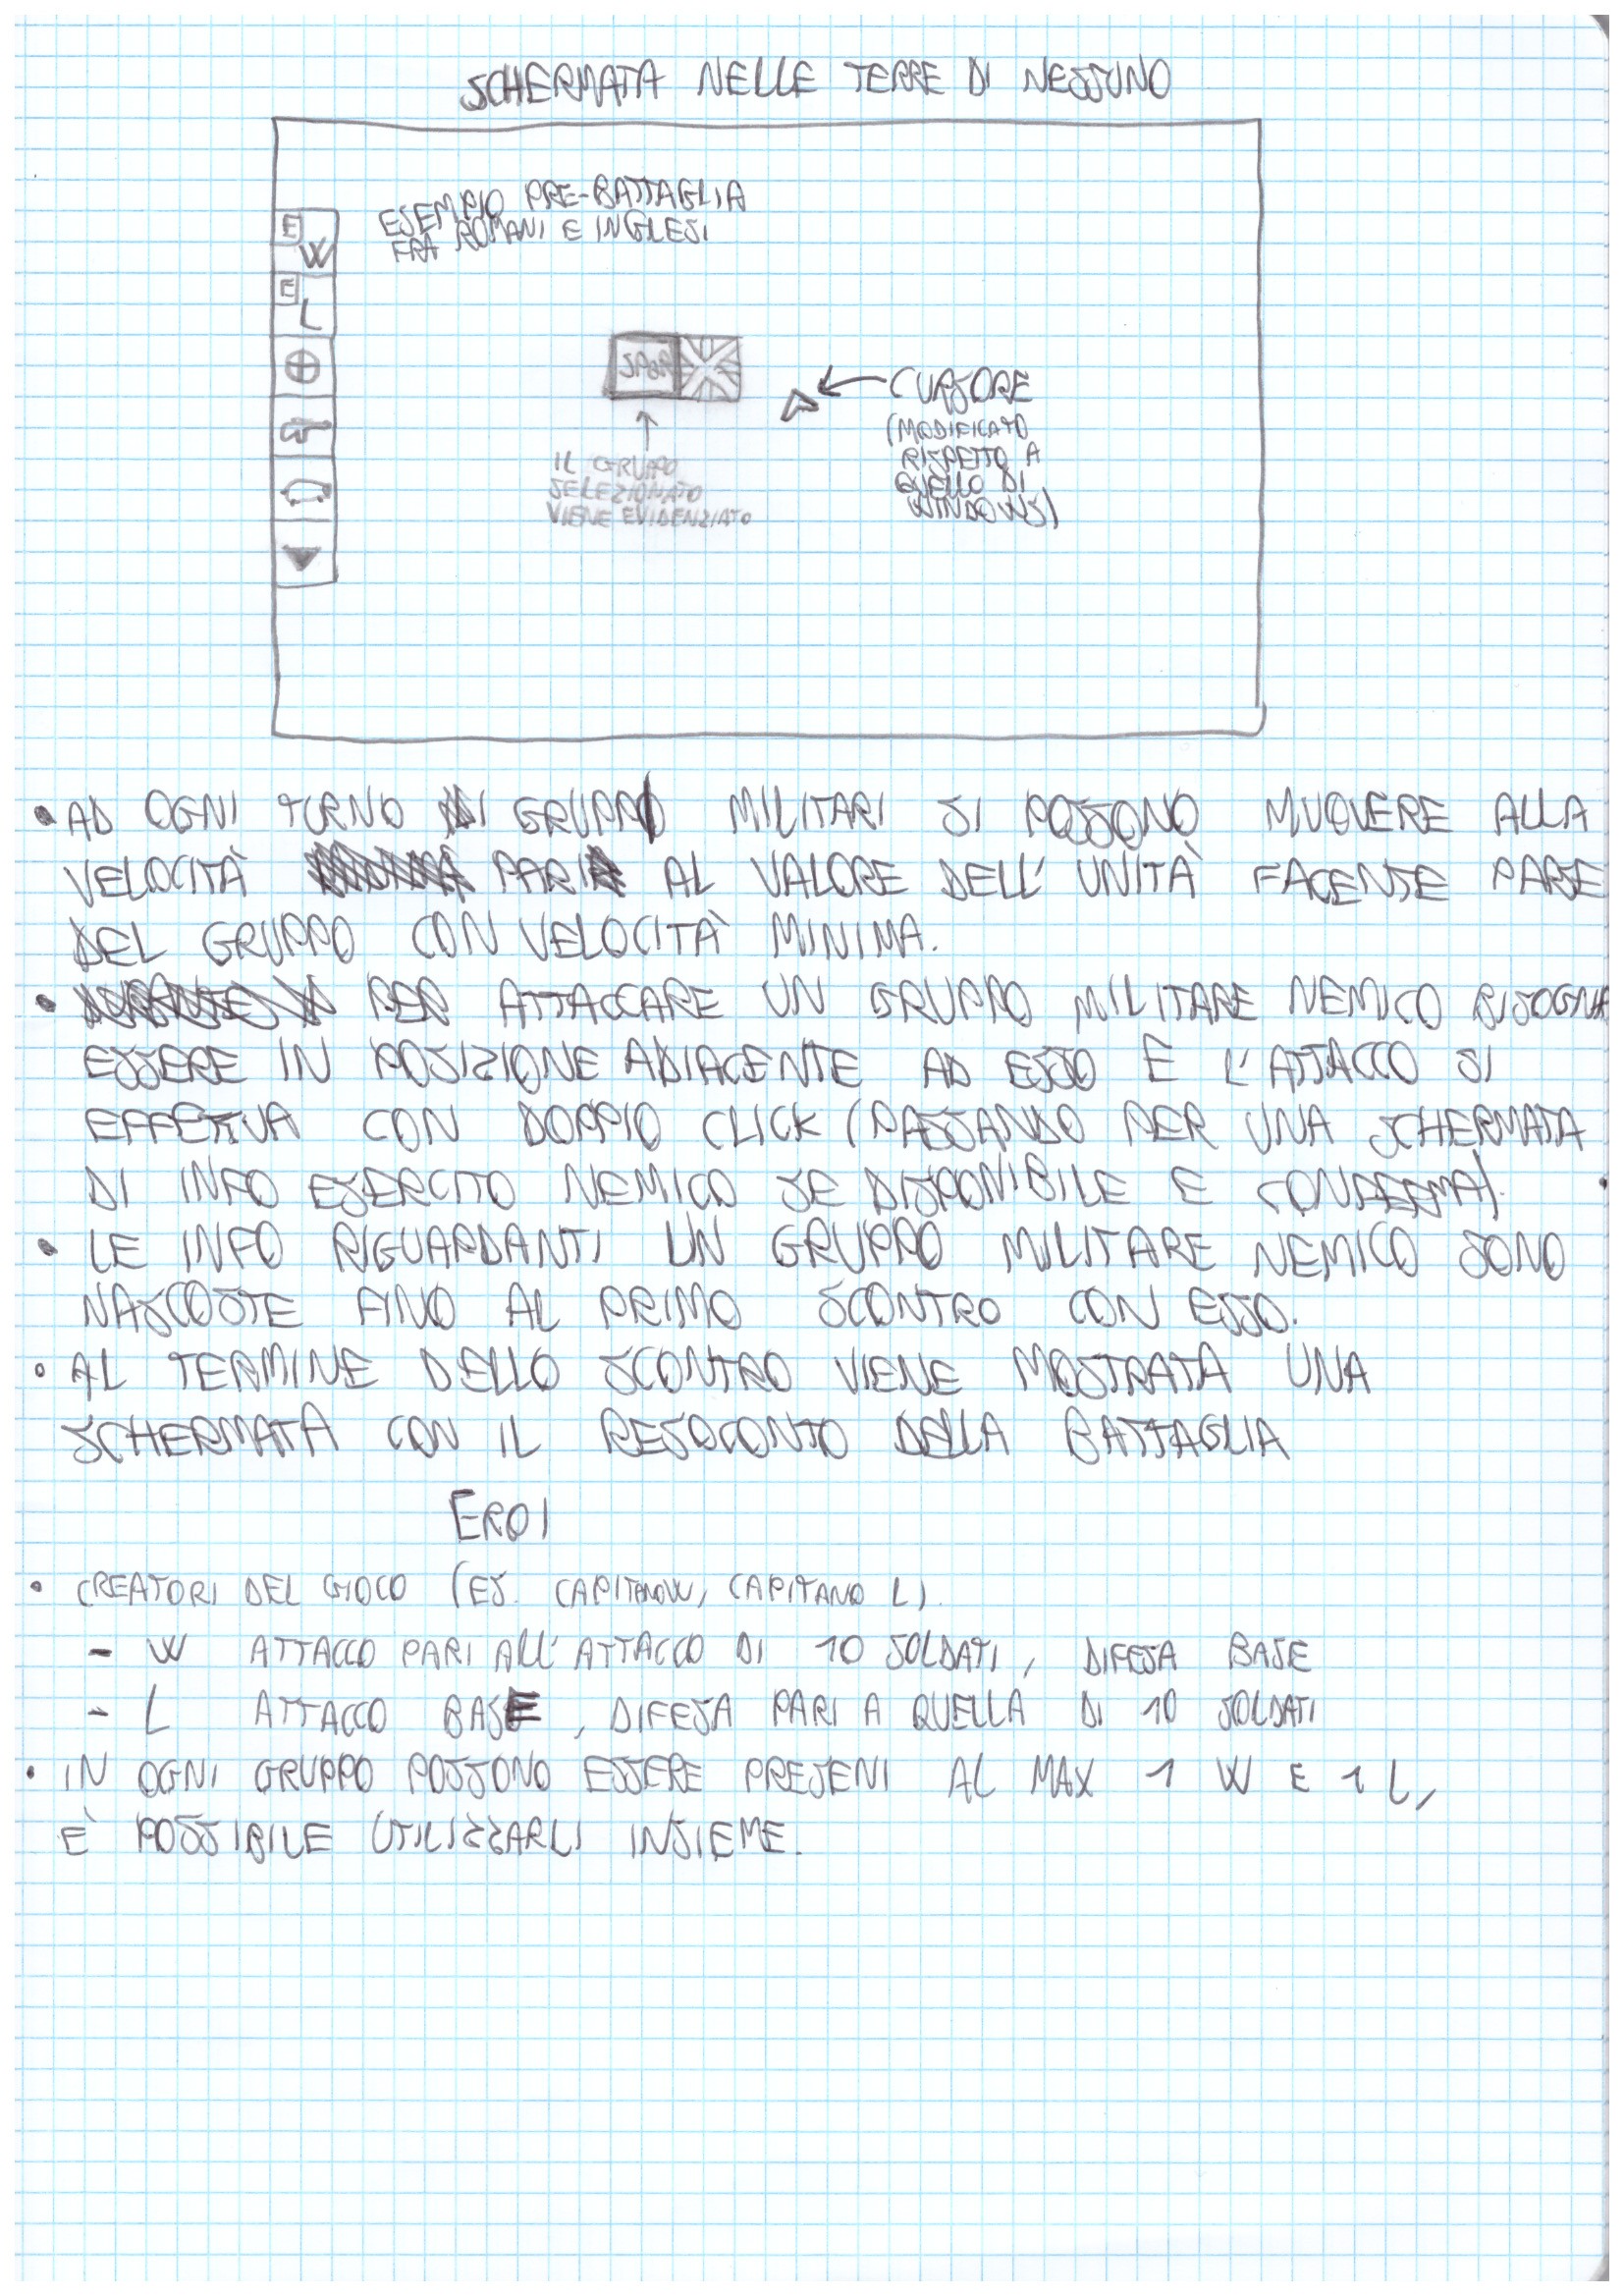 SCHERMATA NELLE TERRE DI NESSUNO
ESEMPIO PRE-BATTAGLIA
FRA ROMANI E INGLESI
E W
E L
SPQR
CURSORE
(MODIFICATO
RISPETTO A
QUELLO DI
WINDOWS)
IL GRUPPO
SELEZIONATO
VIENE EVIDENZIATO
• AD OGNI TURNO I GRUPPI MILITARI SI POSSONO MUOVERE ALLA
VELOCITÀ PARI AL VALORE DELL'UNITÀ FACENTE PARTE
DEL GRUPPO CON VELOCITÀ MINIMA.
• PER ATTACCARE UN GRUPPO MILITARE NEMICO BISOGNA
ESSERE IN POSIZIONE ADIACENTE AD ESSO E L'ATTACCO SI
EFFETTUA CON DOPPIO CLICK (PASSANDO PER UNA SCHERMATA
DI INFO ESERCITO NEMICO SE DISPONIBILE E CONFERMA).
• LE INFO RIGUARDANTI UN GRUPPO MILITARE NEMICO SONO
NASCOSTE FINO AL PRIMO SCONTRO CON ESSO.
• AL TERMINE DELLO SCONTRO VIENE MOSTRATA UNA
SCHERMATA CON IL RESOCONTO DELLA BATTAGLIA
EROI
• CREATORI DEL GIOCO (ES. CAPITANO W, CAPITANO L).
- W ATTACCO PARI ALL'ATTACCO DI 10 SOLDATI, DIFESA BASE
- L ATTACCO BASE, DIFESA PARI A QUELLA DI 10 SOLDATI
• IN OGNI GRUPPO POSSONO ESSERE PRESENI AL MAX 1 W E 1 L,
È POSSIBILE UTILIZZARLI INSIEME.